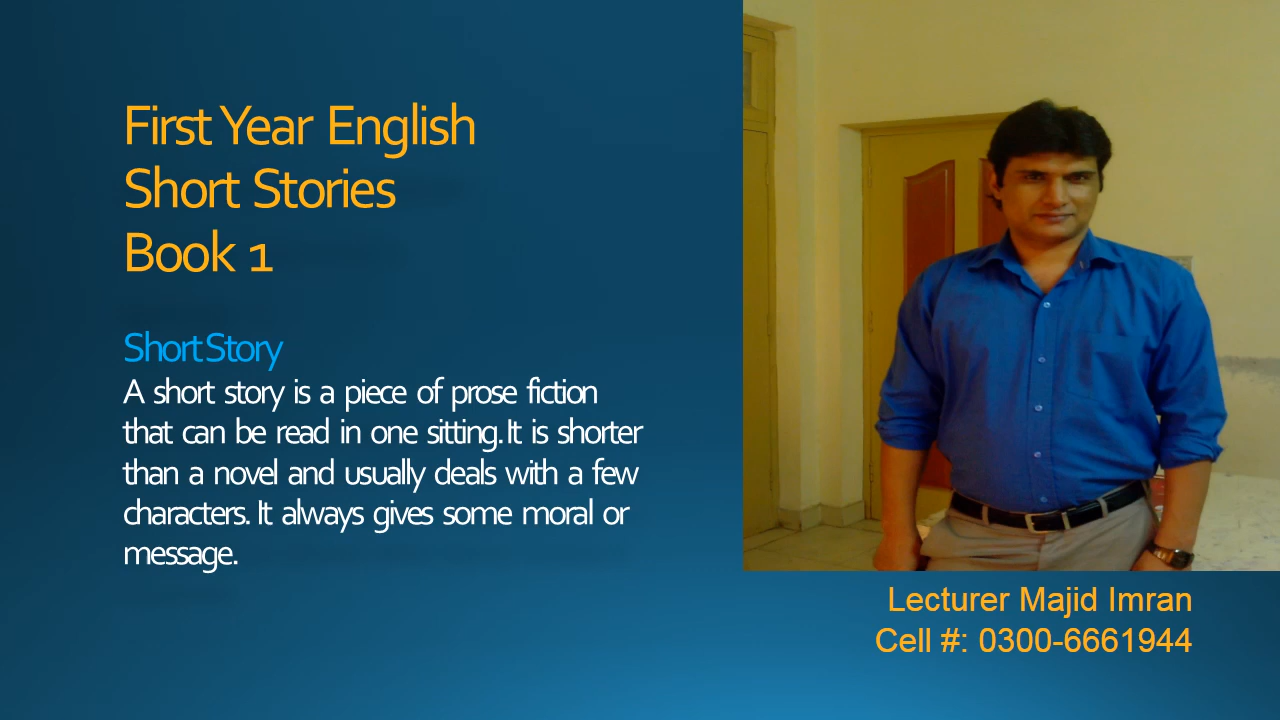 First Year English
Short Stories
Book 1
Short Story
A short story is a piece of prose fiction
that can be read in one sitting. It is shorter
than a novel and usually deals with a few
characters. It always gives some moral or
message.
Lecturer Majid Imran
Cell #: 0300-6661944